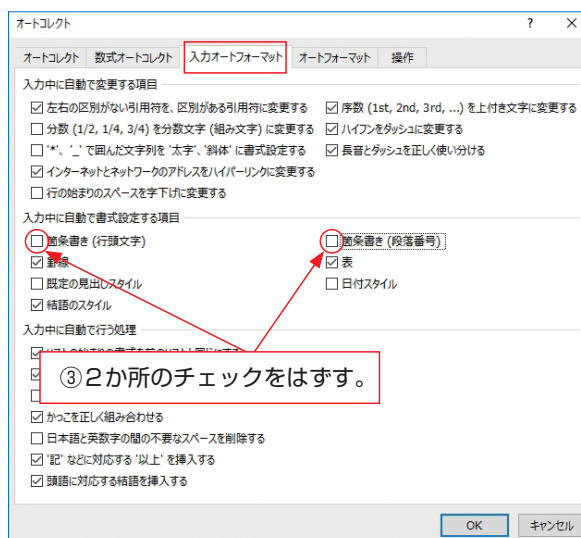 オートコレクト ? ×
オートコレクト 数式オートコレクト 入力オートフォーマット オートフォーマット 操作
入力中に自動で変更する項目
左右の区別がない引用符を、区別がある引用符に変更する 序数 (1st, 2nd, 3rd, ...) を上付き文字に変更する
分数 (1/2, 1/4, 3/4) を分数文字 (組み文字) に変更する ハイフンをダッシュに変更する
'*'、'_' で囲んだ文字列を '太字'、'斜体' に書式設定する 長音とダッシュを正しく使い分ける
インターネットとネットワークのアドレスをハイパーリンクに変更する
行の始まりのスペースを字下げに変更する
入力中に自動で書式設定する項目
箇条書き (行頭文字) 箇条書き (段落番号)
罫線 表
既定の見出しスタイル 日付スタイル
結語のスタイル
入力中に自動で行う処理
③2か所のチェックをはずす。
かっこを正しく組み合わせる
日本語と英数字の間の不要なスペースを削除する
'記' などに対応する '以上' を挿入する
頭語に対応する結語を挿入する
OK キャンセル